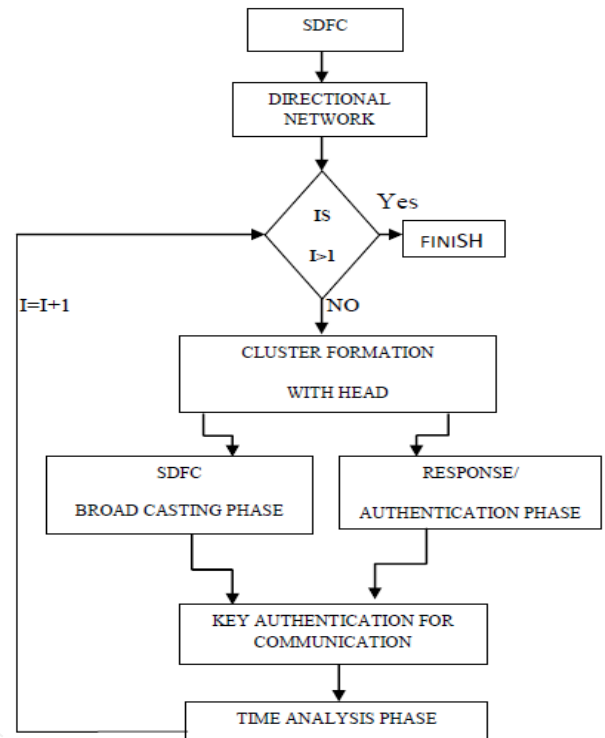 SDFC
DIRECTIONAL
NETWORK
IS
I>1
Yes
FINISH
I=I+1
NO
CLUSTER FORMATION
WITH HEAD
SDFC
BROAD CASTING PHASE
RESPONSE/
AUTHENTICATION PHASE
KEY AUTHENTICATION FOR
COMMUNICATION
TIME ANALYSIS PHASE